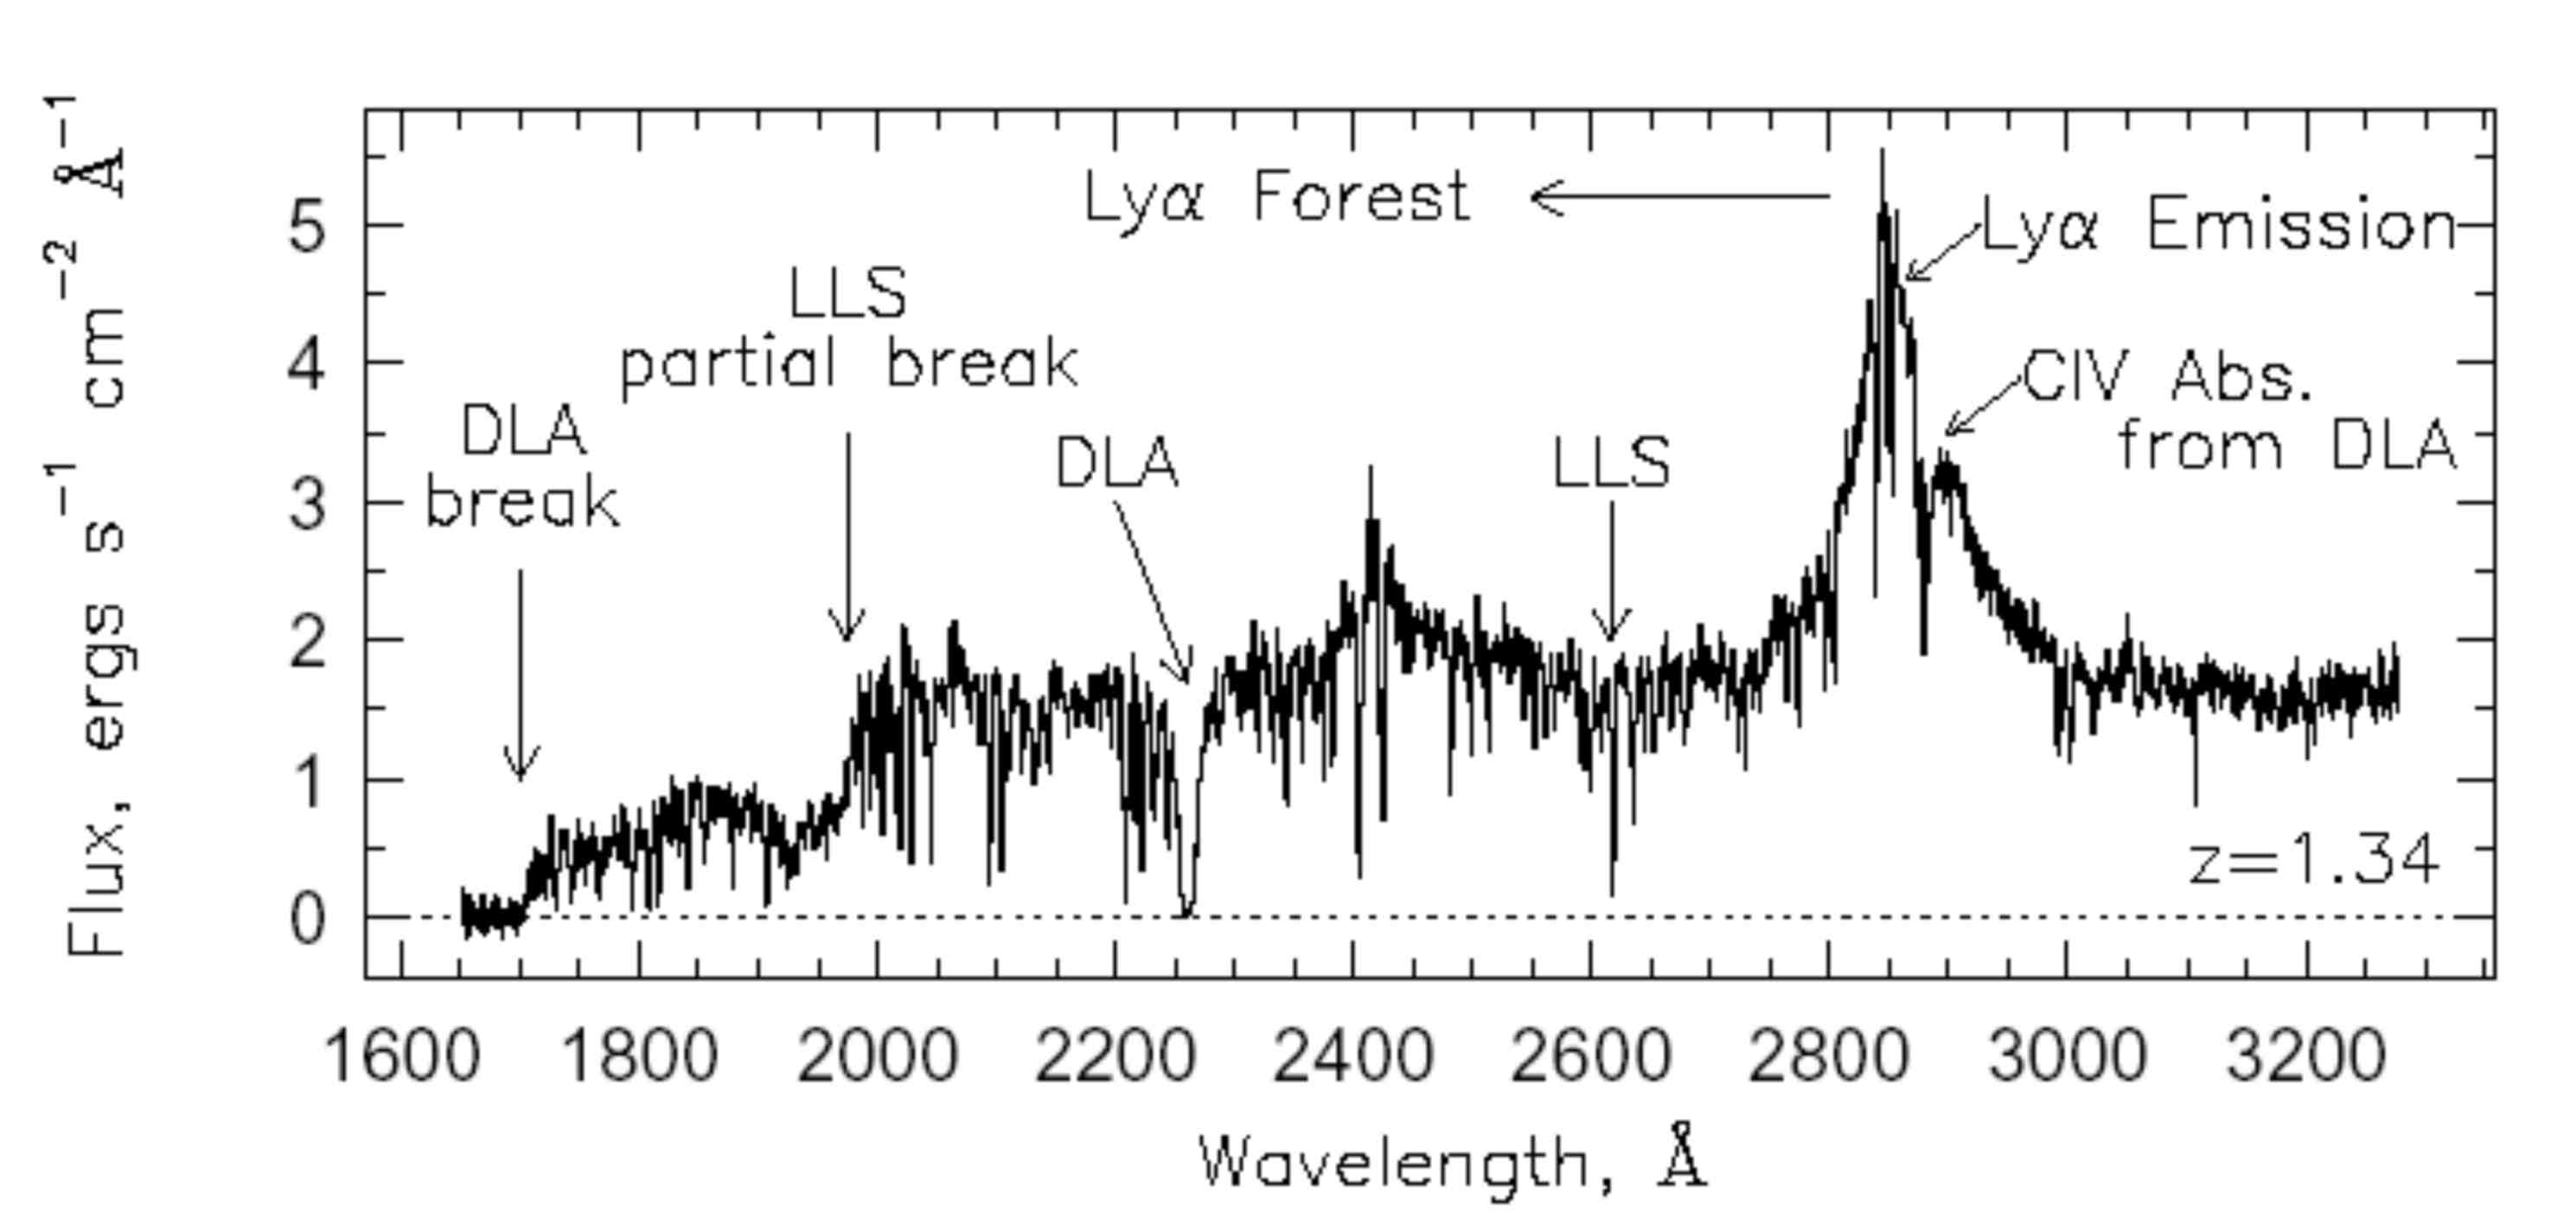 Flux, ergs s⁻¹ cm⁻² Å⁻¹
5
4
3
2
1
0
Lyα Forest
Lyα Emission
LLS
partial break
CIV Abs.
from DLA
DLA
break
DLA
LLS
z=1.34
1600 1800 2000 2200 2400 2600 2800 3000 3200
Wavelength, Å